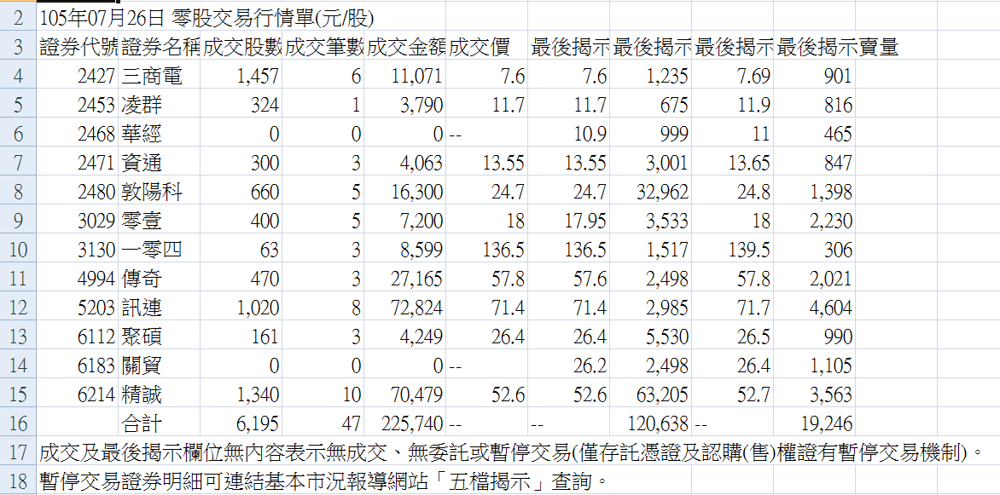 2 105年07月26日 零股交易行情單(元/股)
3 證券代號 證券名稱 成交股數 成交筆數 成交金額 成交價 最後揭示 最後揭示 最後揭示 最後揭示賣量
4 2427 三商電 1,457 6 11,071 7.6 7.6 1,235 7.69 901
5 2453 凌群 324 1 3,790 11.7 11.7 675 11.9 816
6 2468 華經 0 0 0 -- 10.9 999 11 465
7 2471 資通 300 3 4,063 13.55 13.55 3,001 13.65 847
8 2480 敦陽科 660 5 16,300 24.7 24.7 32,962 24.8 1,398
9 3029 零壹 400 5 7,200 18 17.95 3,533 18 2,230
10 3130 一零四 63 3 8,599 136.5 136.5 1,517 139.5 306
11 4994 傳奇 470 3 27,165 57.8 57.6 2,498 57.8 2,021
12 5203 訊連 1,020 8 72,824 71.4 71.4 2,985 71.7 4,604
13 6112 聚碩 161 3 4,249 26.4 26.4 5,530 26.5 990
14 6183 關貿 0 0 0 -- 26.2 2,498 26.4 1,105
15 6214 精誠 1,340 10 70,479 52.6 52.6 63,205 52.7 3,563
16 合計 6,195 47 225,740 -- -- 120,638 -- 19,246
17 成交及最後揭示欄位無內容表示無成交、無委託或暫停交易(僅存託憑證及認購(售)權證有暫停交易機制)。
18 暫停交易證券明細可連結基本市況報導網站「五檔揭示」查詢。